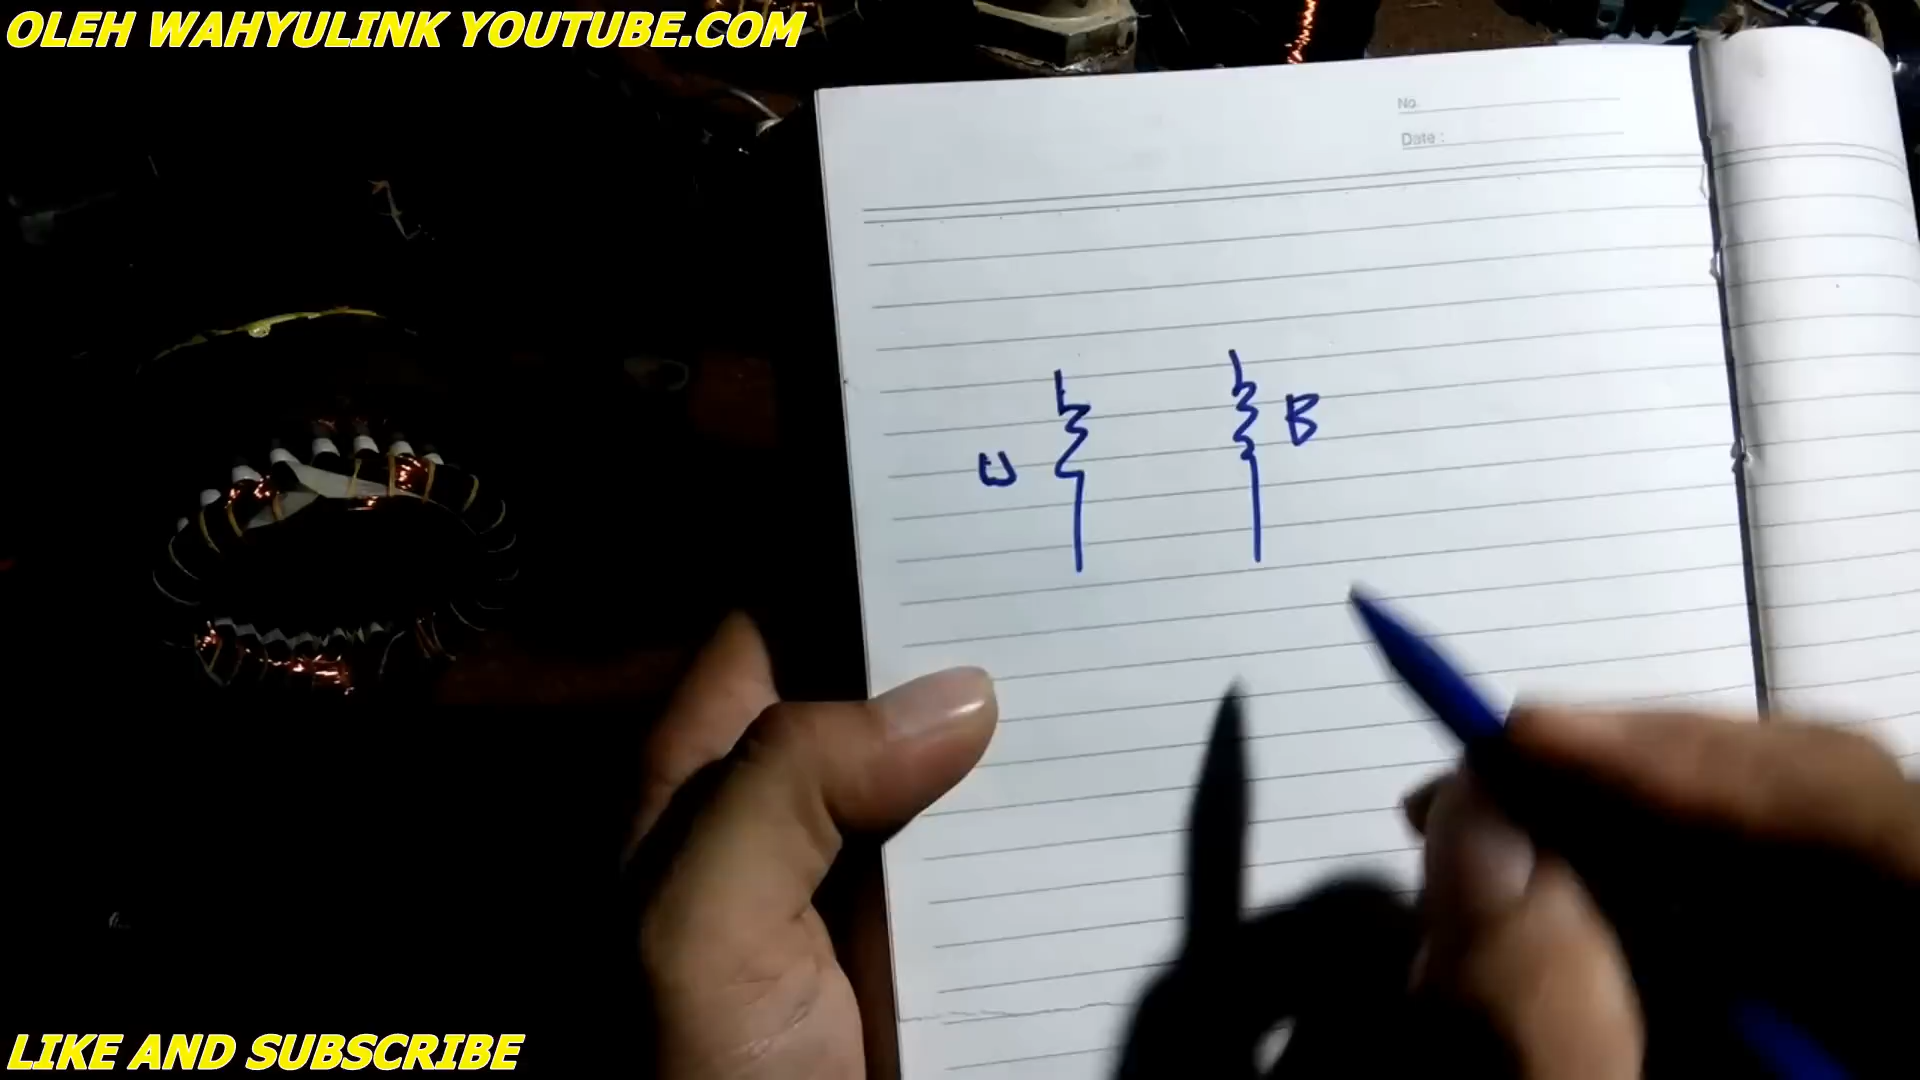 OLEH WAHYULINK YOUTUBE.COM
No.
Date :
U
B
LIKE AND SUBSCRIBE